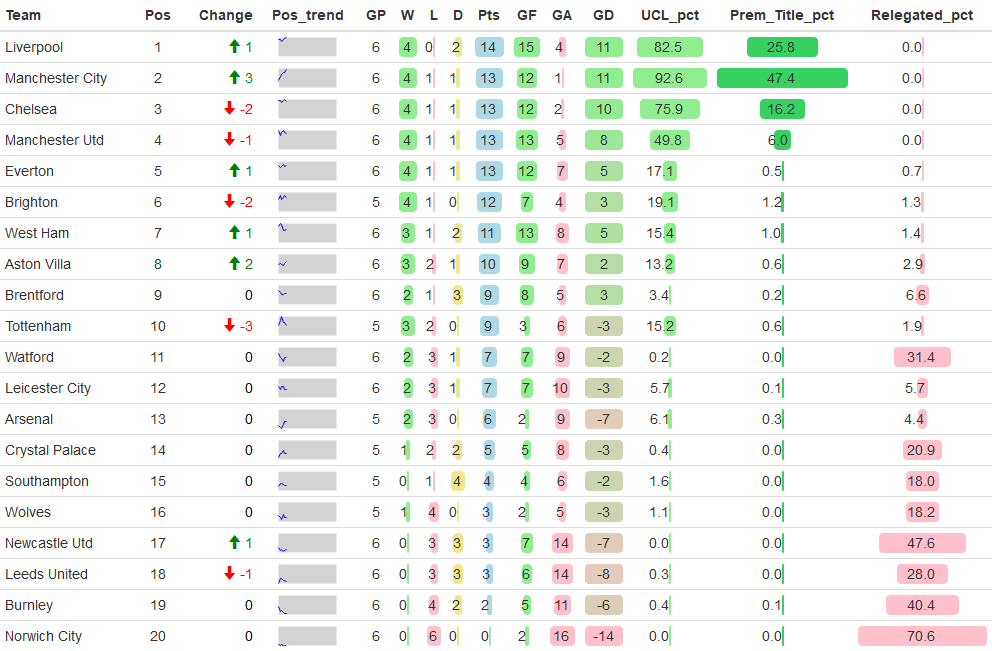 Team Pos Change Pos_trend GP W L D Pts GF GA GD UCL_pct Prem_Title_pct Relegated_pct
Liverpool 1 1 6 4 0 2 14 15 4 11 82.5 25.8 0.0
Manchester City 2 3 6 4 1 1 13 12 1 11 92.6 47.4 0.0
Chelsea 3 -2 6 4 1 1 13 12 2 10 75.9 16.2 0.0
Manchester Utd 4 -1 6 4 1 1 13 13 5 8 49.8 6.0 0.0
Everton 5 1 6 4 1 1 13 12 7 5 17.1 0.5 0.7
Brighton 6 -2 5 4 1 0 12 7 4 3 19.1 1.2 1.3
West Ham 7 1 6 3 1 2 11 13 8 5 15.4 1.0 1.4
Aston Villa 8 2 6 3 2 1 10 9 7 2 13.2 0.6 2.9
Brentford 9 0 6 2 1 3 9 8 5 3 3.4 0.2 6.6
Tottenham 10 -3 5 3 2 0 9 3 6 -3 15.2 0.6 1.9
Watford 11 0 6 2 3 1 7 7 9 -2 0.2 0.0 31.4
Leicester City 12 0 6 2 3 1 7 7 10 -3 5.7 0.1 5.7
Arsenal 13 0 5 2 3 0 6 2 9 -7 6.1 0.3 4.4
Crystal Palace 14 0 5 1 2 2 5 5 8 -3 0.4 0.0 20.9
Southampton 15 0 5 0 1 4 4 4 6 -2 1.6 0.0 18.0
Wolves 16 0 5 1 4 0 3 2 5 -3 1.1 0.0 18.2
Newcastle Utd 17 1 6 0 3 3 3 7 14 -7 0.0 0.0 47.6
Leeds United 18 -1 6 0 3 3 3 6 14 -8 0.3 0.0 28.0
Burnley 19 0 6 0 4 2 2 5 11 -6 0.4 0.1 40.4
Norwich City 20 0 6 0 6 0 0 2 16 -14 0.0 0.0 70.6